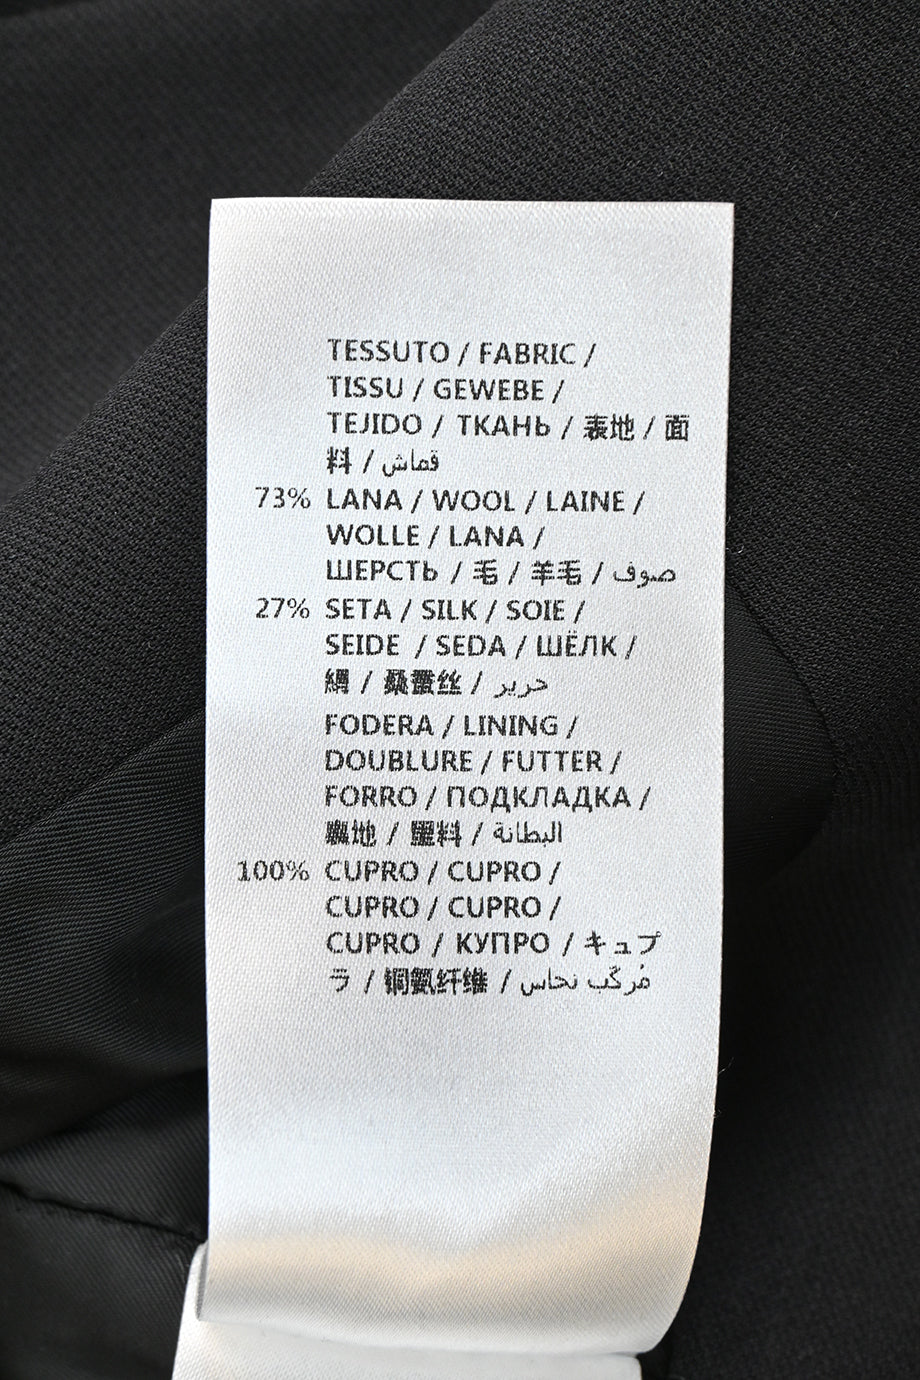 TESSUTO / FABRIC /
TISSU / GEWEBE /
TEJIDO / ТКАНЬ / 表地 / 面
料 / قماش
73% LANA / WOOL / LAINE /
WOLLE / LANA /
ШЕРСТЬ / 毛 / 羊毛 / صوف
27% SETA / SILK / SOIE /
SEIDE / SEDA / ШЁЛК /
絹 / 桑蚕丝 / حرير
FODERA / LINING /
DOUBLURE / FUTTER /
FORRO / ПОДКЛАДКА /
裏地 / 里料 / البطانة
100% CUPRO / CUPRO /
CUPRO / CUPRO /
CUPRO / КУПРО / キュプ
ラ / 铜氨纤维 / مُركّب نحاس